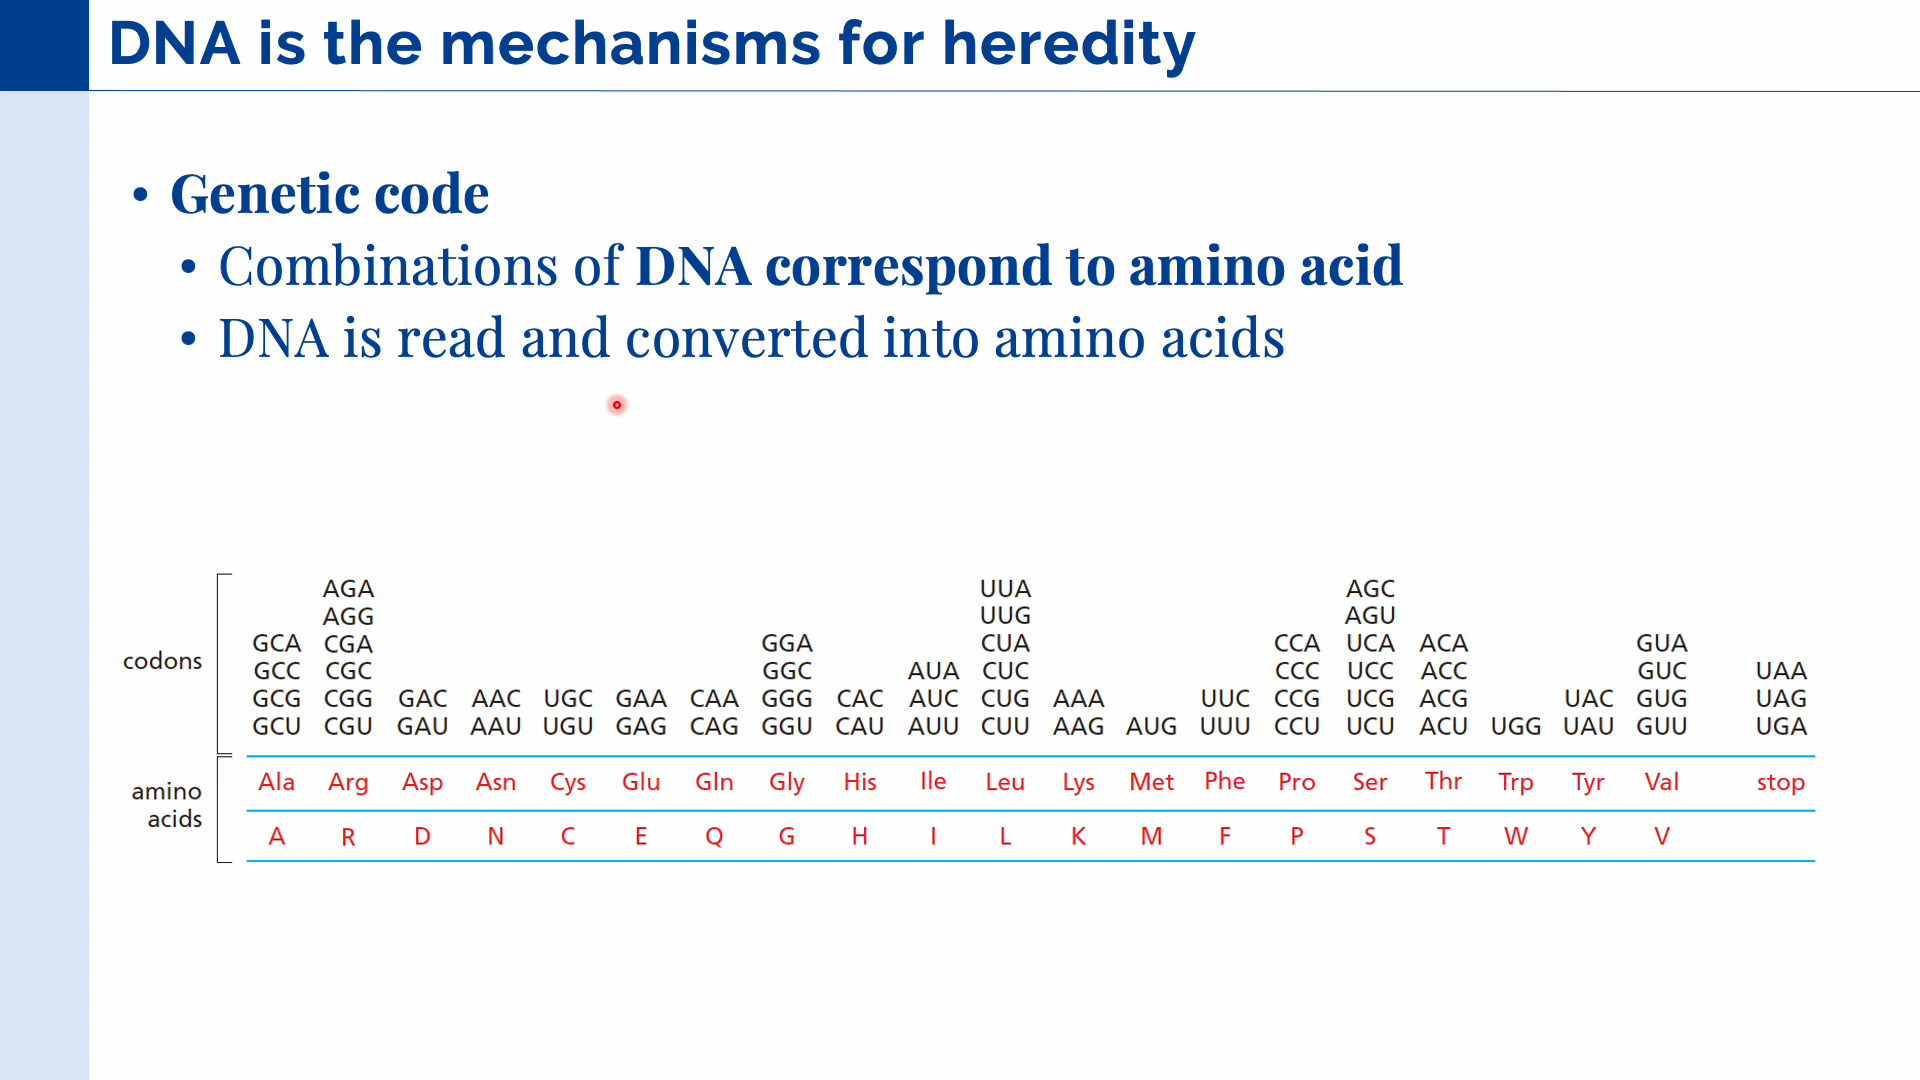 DNA is the mechanisms for heredity
• Genetic code
• Combinations of DNA correspond to amino acid
• DNA is read and converted into amino acids
AGA UUA AGC
AGG UUG AGU
GCA CGA GGA CUA CCA UCA ACA GUA
codons
GCC CGC GGC AUA CUC CCC UCC ACC GUC UAA
GCG CGG GAC AAC UGC GAA CAA GGG CAC AUC CUG AAA UUC CCG UCG ACG UAC GUG UAG
GCU CGU GAU AAU UGU GAG CAG GGU CAU AUU CUU AAG AUG UUU CCU UCU ACU UGG UAU GUU UGA
Ala Arg Asp Asn Cys Glu Gln Gly His Ile Leu Lys Met Phe Pro Ser Thr Trp Tyr Val stop
amino
acids
A R D N C E Q G H I L K M F P S T W Y V